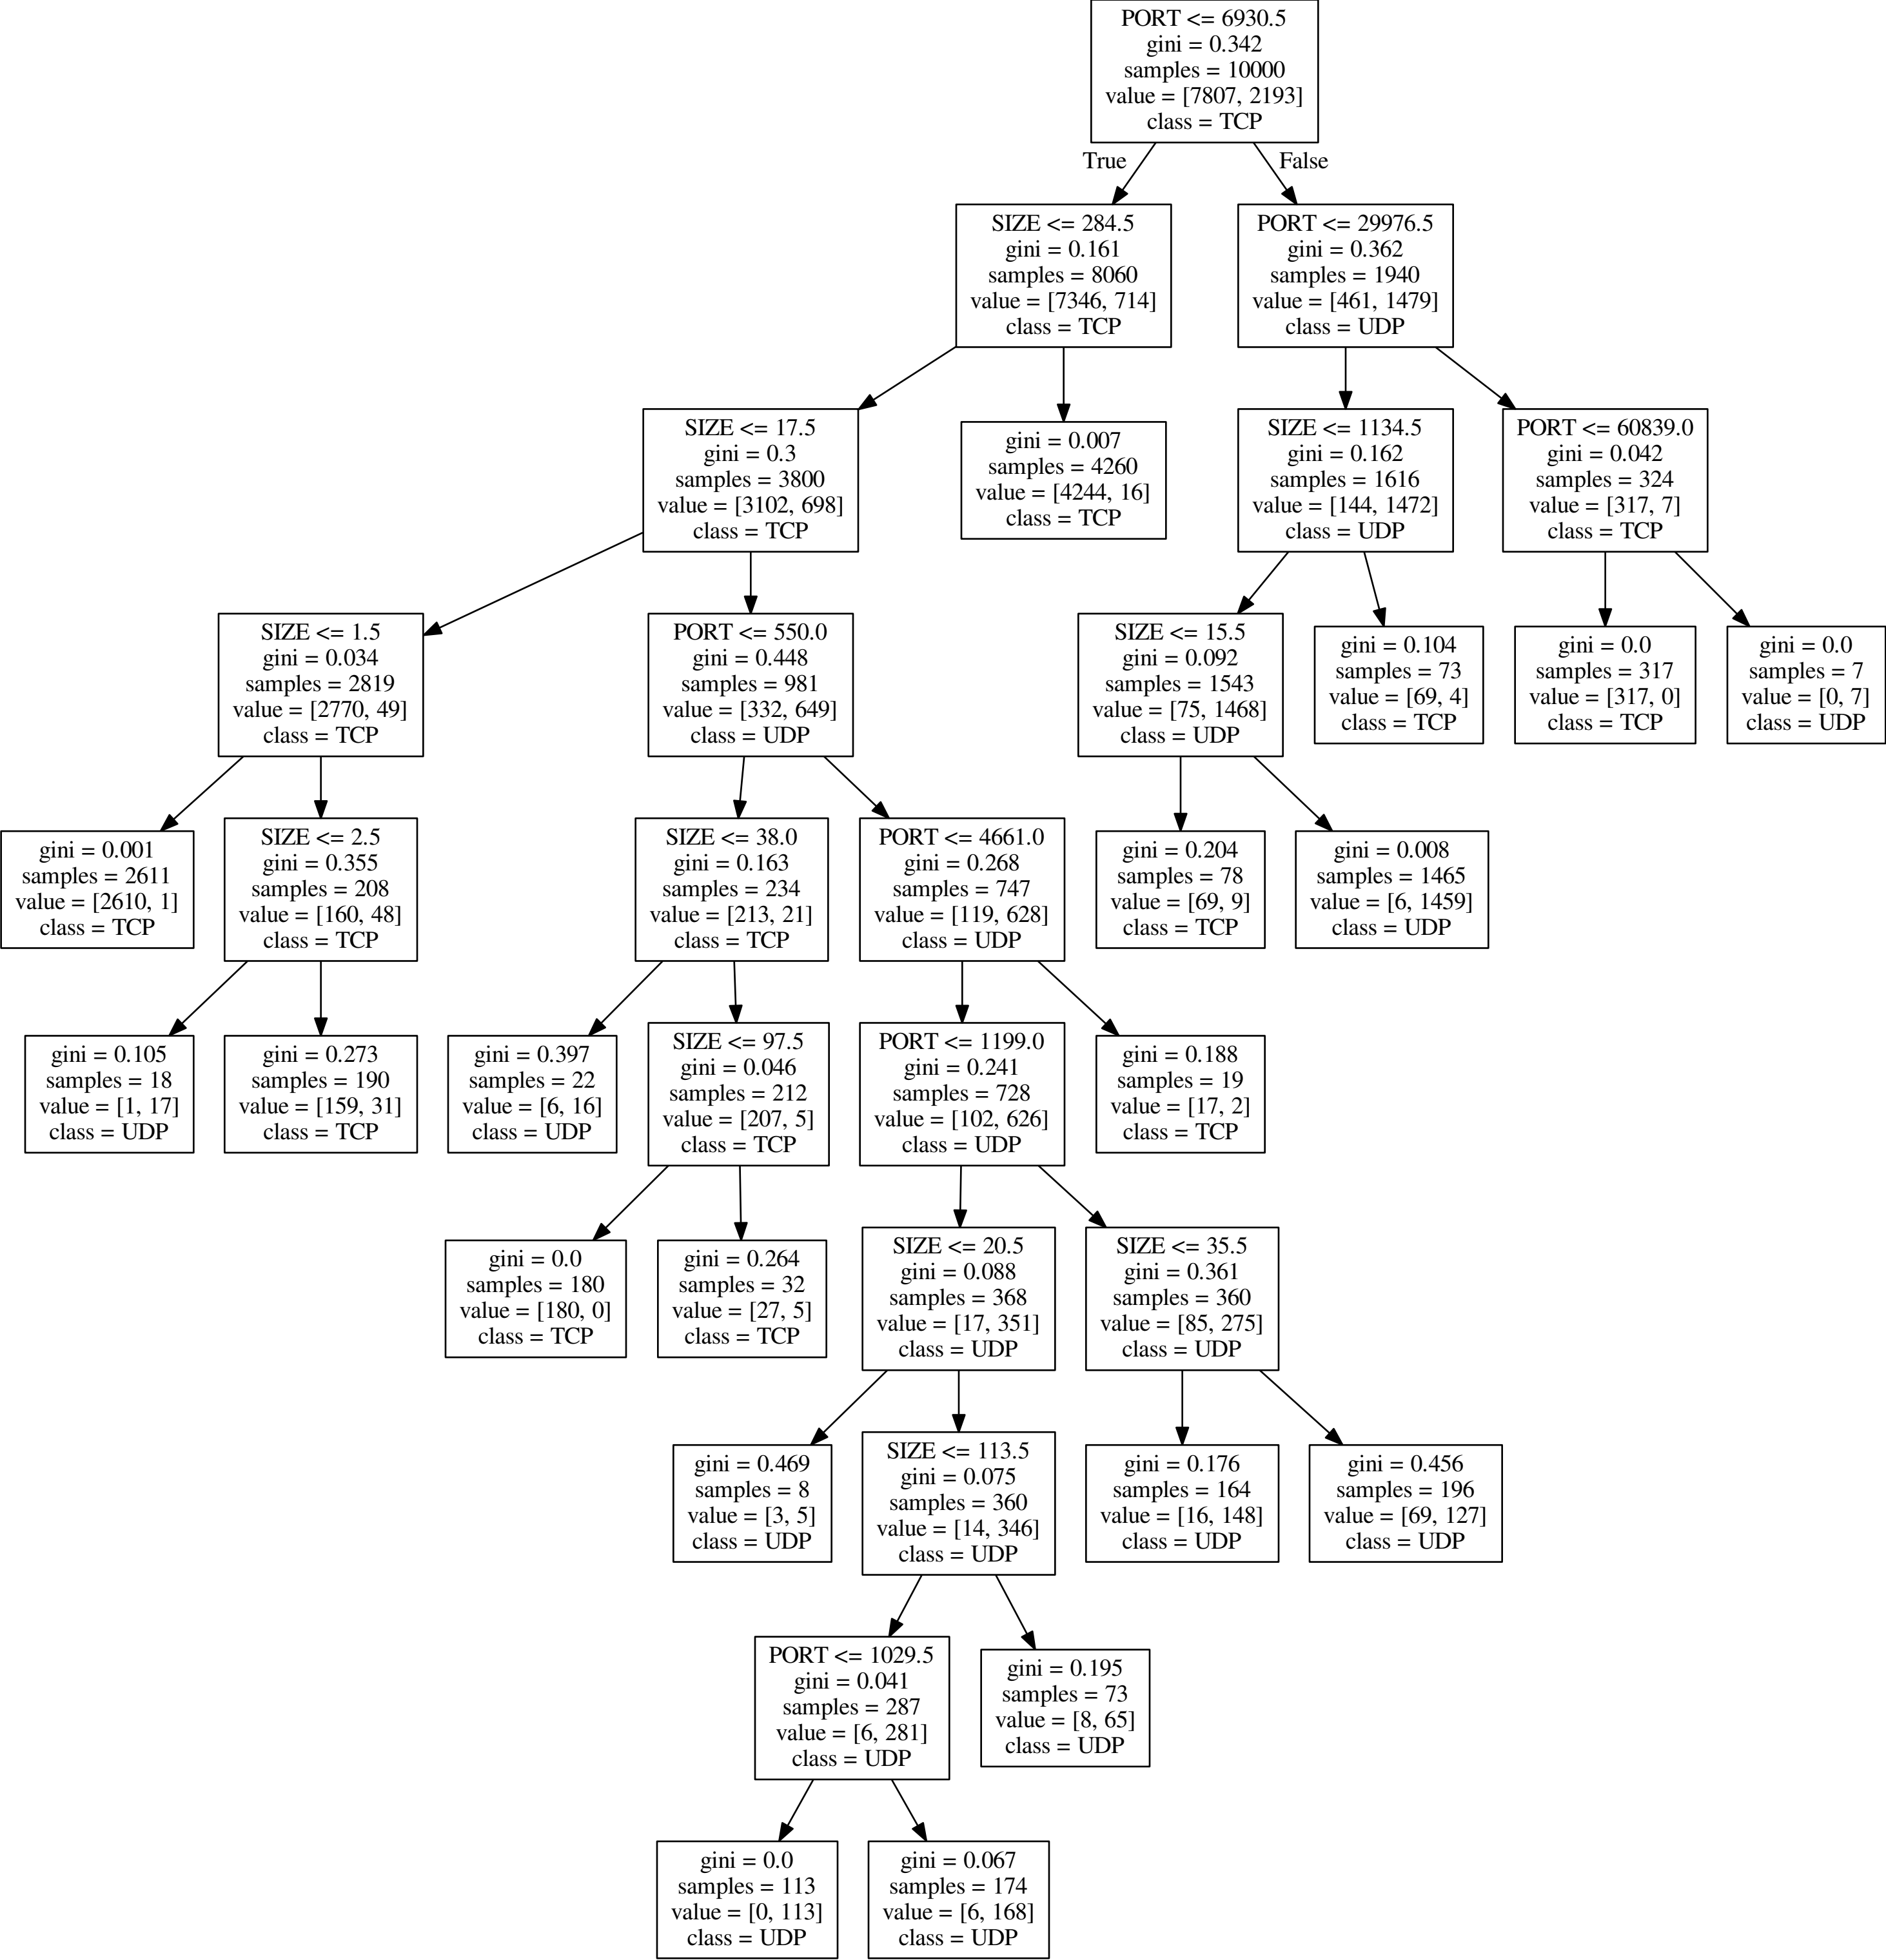 PORT <= 6930.5
gini = 0.342
samples = 10000
value = [7807, 2193]
class = TCP
True
False
SIZE <= 284.5
gini = 0.161
samples = 8060
value = [7346, 714]
class = TCP
PORT <= 29976.5
gini = 0.362
samples = 1940
value = [461, 1479]
class = UDP
SIZE <= 17.5
gini = 0.3
samples = 3800
value = [3102, 698]
class = TCP
gini = 0.007
samples = 4260
value = [4244, 16]
class = TCP
SIZE <= 1134.5
gini = 0.162
samples = 1616
value = [144, 1472]
class = UDP
PORT <= 60839.0
gini = 0.042
samples = 324
value = [317, 7]
class = TCP
SIZE <= 1.5
gini = 0.034
samples = 2819
value = [2770, 49]
class = TCP
PORT <= 550.0
gini = 0.448
samples = 981
value = [332, 649]
class = UDP
SIZE <= 15.5
gini = 0.092
samples = 1543
value = [75, 1468]
class = UDP
gini = 0.104
samples = 73
value = [69, 4]
class = TCP
gini = 0.0
samples = 317
value = [317, 0]
class = TCP
gini = 0.0
samples = 7
value = [0, 7]
class = UDP
gini = 0.001
samples = 2611
value = [2610, 1]
class = TCP
SIZE <= 2.5
gini = 0.355
samples = 208
value = [160, 48]
class = TCP
SIZE <= 38.0
gini = 0.163
samples = 234
value = [213, 21]
class = TCP
PORT <= 4661.0
gini = 0.268
samples = 747
value = [119, 628]
class = UDP
gini = 0.204
samples = 78
value = [69, 9]
class = TCP
gini = 0.008
samples = 1465
value = [6, 1459]
class = UDP
gini = 0.105
samples = 18
value = [1, 17]
class = UDP
gini = 0.273
samples = 190
value = [159, 31]
class = TCP
gini = 0.397
samples = 22
value = [6, 16]
class = UDP
SIZE <= 97.5
gini = 0.046
samples = 212
value = [207, 5]
class = TCP
PORT <= 1199.0
gini = 0.241
samples = 728
value = [102, 626]
class = UDP
gini = 0.188
samples = 19
value = [17, 2]
class = TCP
gini = 0.0
samples = 180
value = [180, 0]
class = TCP
gini = 0.264
samples = 32
value = [27, 5]
class = TCP
SIZE <= 20.5
gini = 0.088
samples = 368
value = [17, 351]
class = UDP
SIZE <= 35.5
gini = 0.361
samples = 360
value = [85, 275]
class = UDP
gini = 0.469
samples = 8
value = [3, 5]
class = UDP
SIZE <= 113.5
gini = 0.075
samples = 360
value = [14, 346]
class = UDP
gini = 0.176
samples = 164
value = [16, 148]
class = UDP
gini = 0.456
samples = 196
value = [69, 127]
class = UDP
PORT <= 1029.5
gini = 0.041
samples = 287
value = [6, 281]
class = UDP
gini = 0.195
samples = 73
value = [8, 65]
class = UDP
gini = 0.0
samples = 113
value = [0, 113]
class = UDP
gini = 0.067
samples = 174
value = [6, 168]
class = UDP